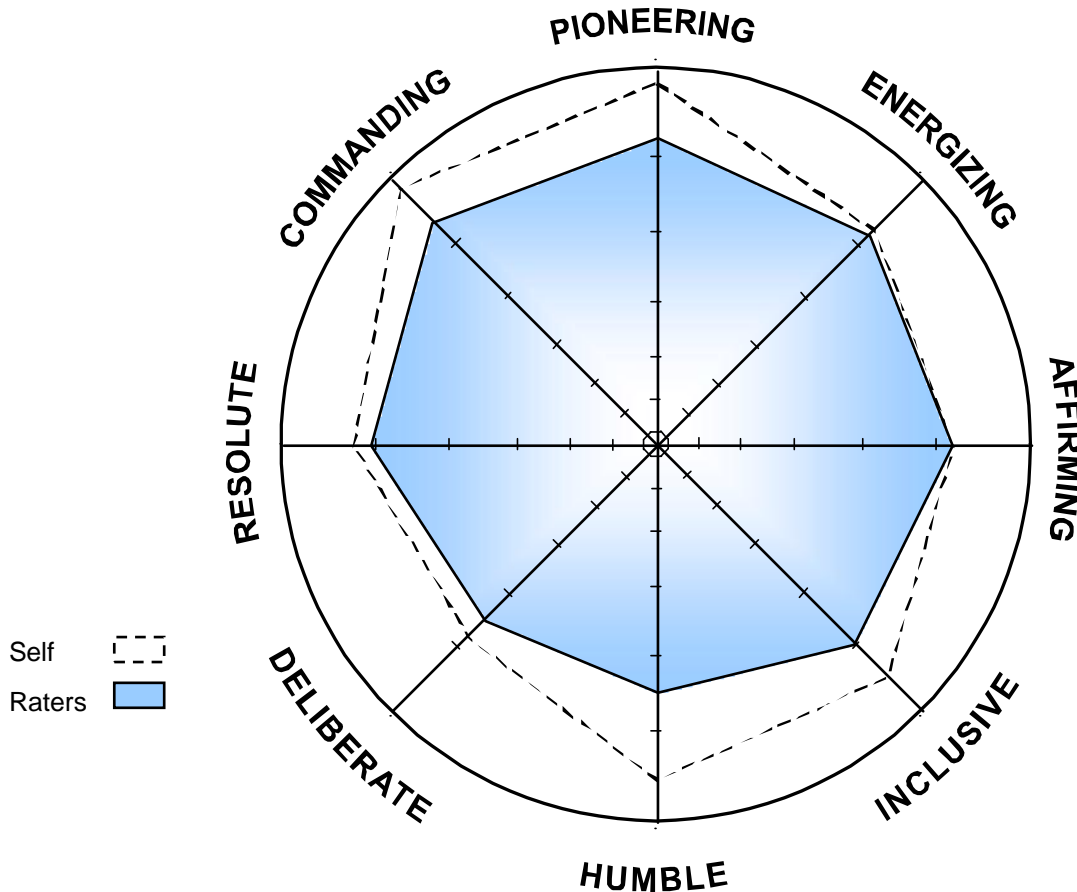 PIONEERING
ENERGIZING
COMMANDING
AFFIRMING
RESOLUTE
Self
Raters
DELIBERATE
INCLUSIVE
HUMBLE